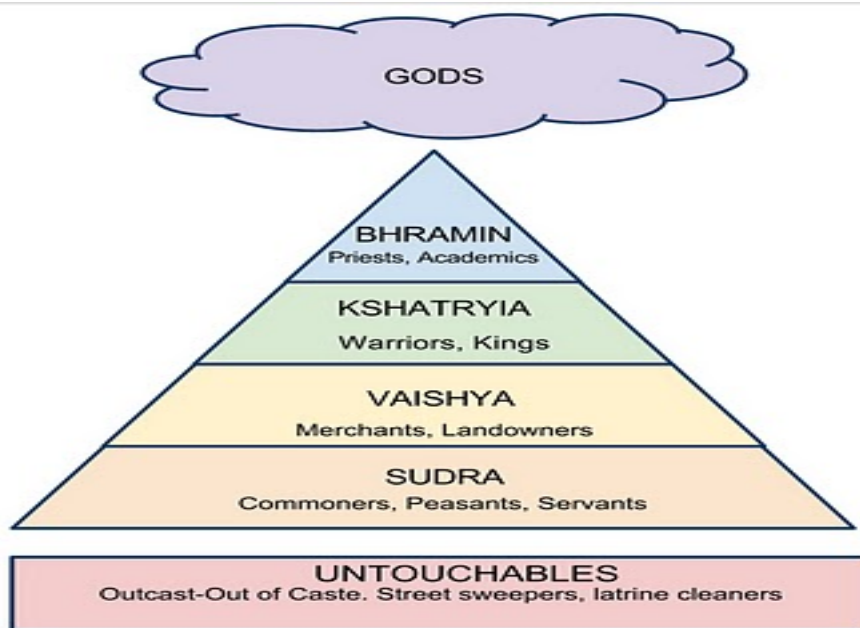 GODS
BHRAMIN
Priests, Academics
KSHATRYIA
Warriors, Kings
VAISHYA
Merchants, Landowners
SUDRA
Commoners, Peasants, Servants
UNTOUCHABLES
Outcast-Out of Caste. Street sweepers, latrine cleaners